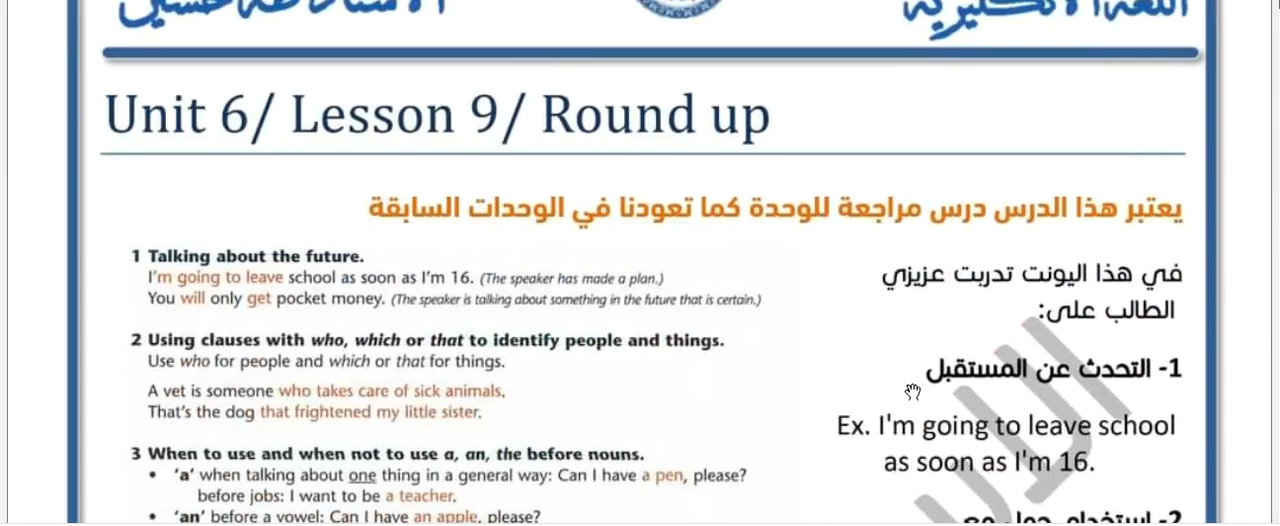 اللغة الانكليزية
Unit 6/ Lesson 9/ Round up
يعتبر هذا الدرس درس مراجعة للوحدة كما تعودنا في الوحدات السابقة
1 Talking about the future.
I'm going to leave school as soon as I'm 16. (The speaker has made a plan.)
You will only get pocket money. (The speaker is talking about something in the future that is certain.)
2 Using clauses with who, which or that to identify people and things.
Use who for people and which or that for things.
A vet is someone who takes care of sick animals.
That's the dog that frightened my little sister.
3 When to use and when not to use a, an, the before nouns.
• 'a' when talking about one thing in a general way: Can I have a pen, please?
before jobs: I want to be a teacher.
• 'an' before a vowel: Can I have an apple, please?
في هذا اليونت تدربت عزيزي
الطالب على:
1- التحدث عن المستقبل
Ex. I'm going to leave school
as soon as I'm 16.